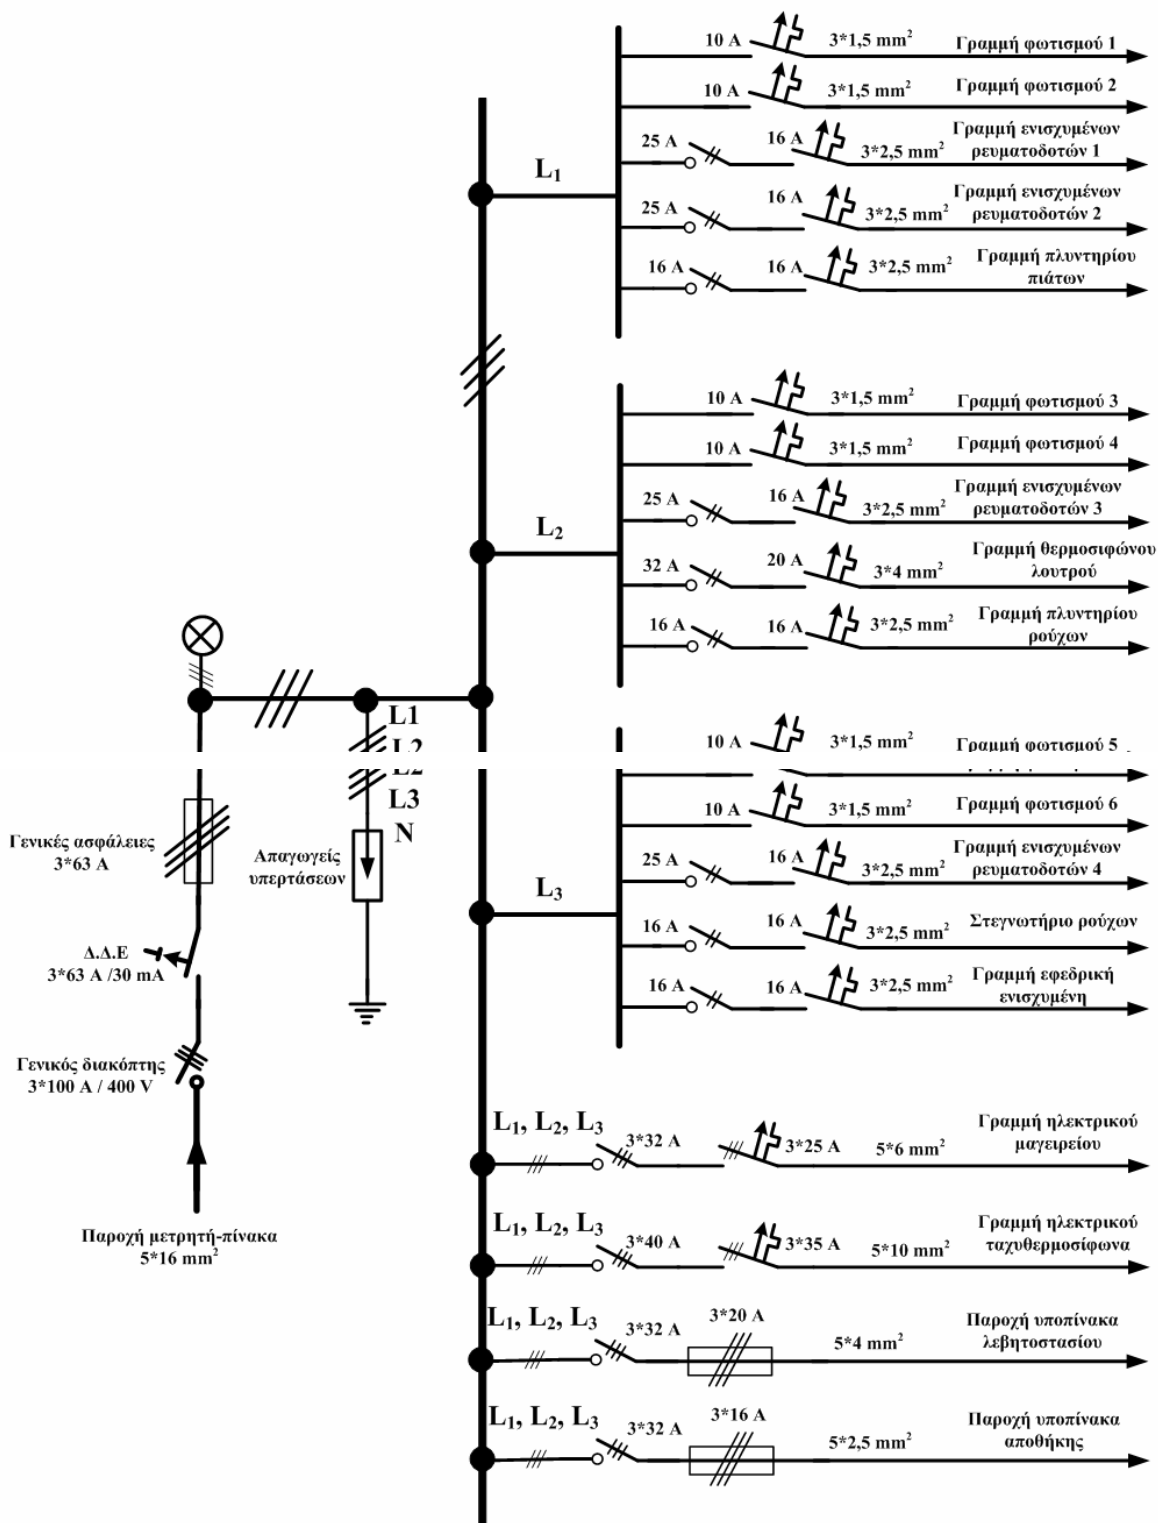 10 A 3*1,5 mm² Γραμμή φωτισμού 1
10 A 3*1,5 mm² Γραμμή φωτισμού 2
25 A 16 A 3*2,5 mm² Γραμμή ενισχυμένων
ρευματοδοτών 1
L₁
25 A 16 A 3*2,5 mm² Γραμμή ενισχυμένων
ρευματοδοτών 2
16 A 16 A 3*2,5 mm² Γραμμή πλυντηρίου
πιάτων
10 A 3*1,5 mm² Γραμμή φωτισμού 3
10 A 3*1,5 mm² Γραμμή φωτισμού 4
25 A 16 A 3*2,5 mm² Γραμμή ενισχυμένων
ρευματοδοτών 3
L₂
32 A 20 A 3*4 mm² Γραμμή θερμοσιφώνου
λουτρού
16 A 16 A 3*2,5 mm² Γραμμή πλυντηρίου
ρούχων
L1
L2
L3
N
10 A 3*1,5 mm² Γραμμή φωτισμού 5
10 A 3*1,5 mm² Γραμμή φωτισμού 6
Γενικές ασφάλειες
3*63 A
Απαγωγείς
υπερτάσεων
25 A 16 A 3*2,5 mm² Γραμμή ενισχυμένων
ρευματοδοτών 4
L₃
16 A 16 A 3*2,5 mm² Στεγνωτήριο ρούχων
Δ.Δ.Ε
3*63 A /30 mA
16 A 16 A 3*2,5 mm² Γραμμή εφεδρική
ενισχυμένη
Γενικός διακόπτης
3*100 A / 400 V
L₁, L₂, L₃ 3*32 A 3*25 A 5*6 mm² Γραμμή ηλεκτρικού
μαγειρείου
Παροχή μετρητή-πίνακα
5*16 mm²
L₁, L₂, L₃ 3*40 A 3*35 A 5*10 mm² Γραμμή ηλεκτρικού
ταχυθερμοσίφωνα
L₁, L₂, L₃ 3*32 A 3*20 A 5*4 mm² Παροχή υποπίνακα
λεβητοστασίου
L₁, L₂, L₃ 3*32 A 3*16 A 5*2,5 mm² Παροχή υποπίνακα
αποθήκης